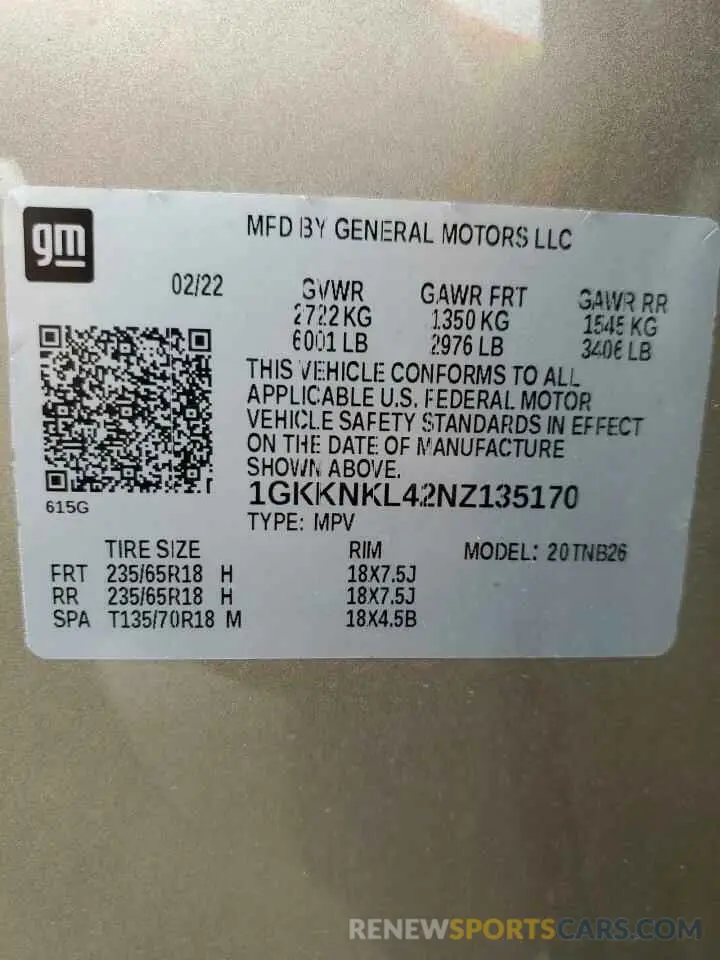 gm
MFD BY GENERAL MOTORS LLC
02/22
GVWR GAWR FRT GAWR RR
2722 KG 1350 KG 1545 KG
6001 LB 2976 LB 3406 LB
THIS VEHICLE CONFORMS TO ALL
APPLICABLE U.S. FEDERAL MOTOR
VEHICLE SAFETY STANDARDS IN EFFECT
ON THE DATE OF MANUFACTURE
SHOWN ABOVE.
1GKKNKL42NZ135170
615G
TYPE: MPV
TIRE SIZE RIM MODEL: 20TNB26
FRT 235/65R18 H 18X7.5J
RR 235/65R18 H 18X7.5J
SPA T135/70R18 M 18X4.5B
RENEWSPORTSCARS.COM